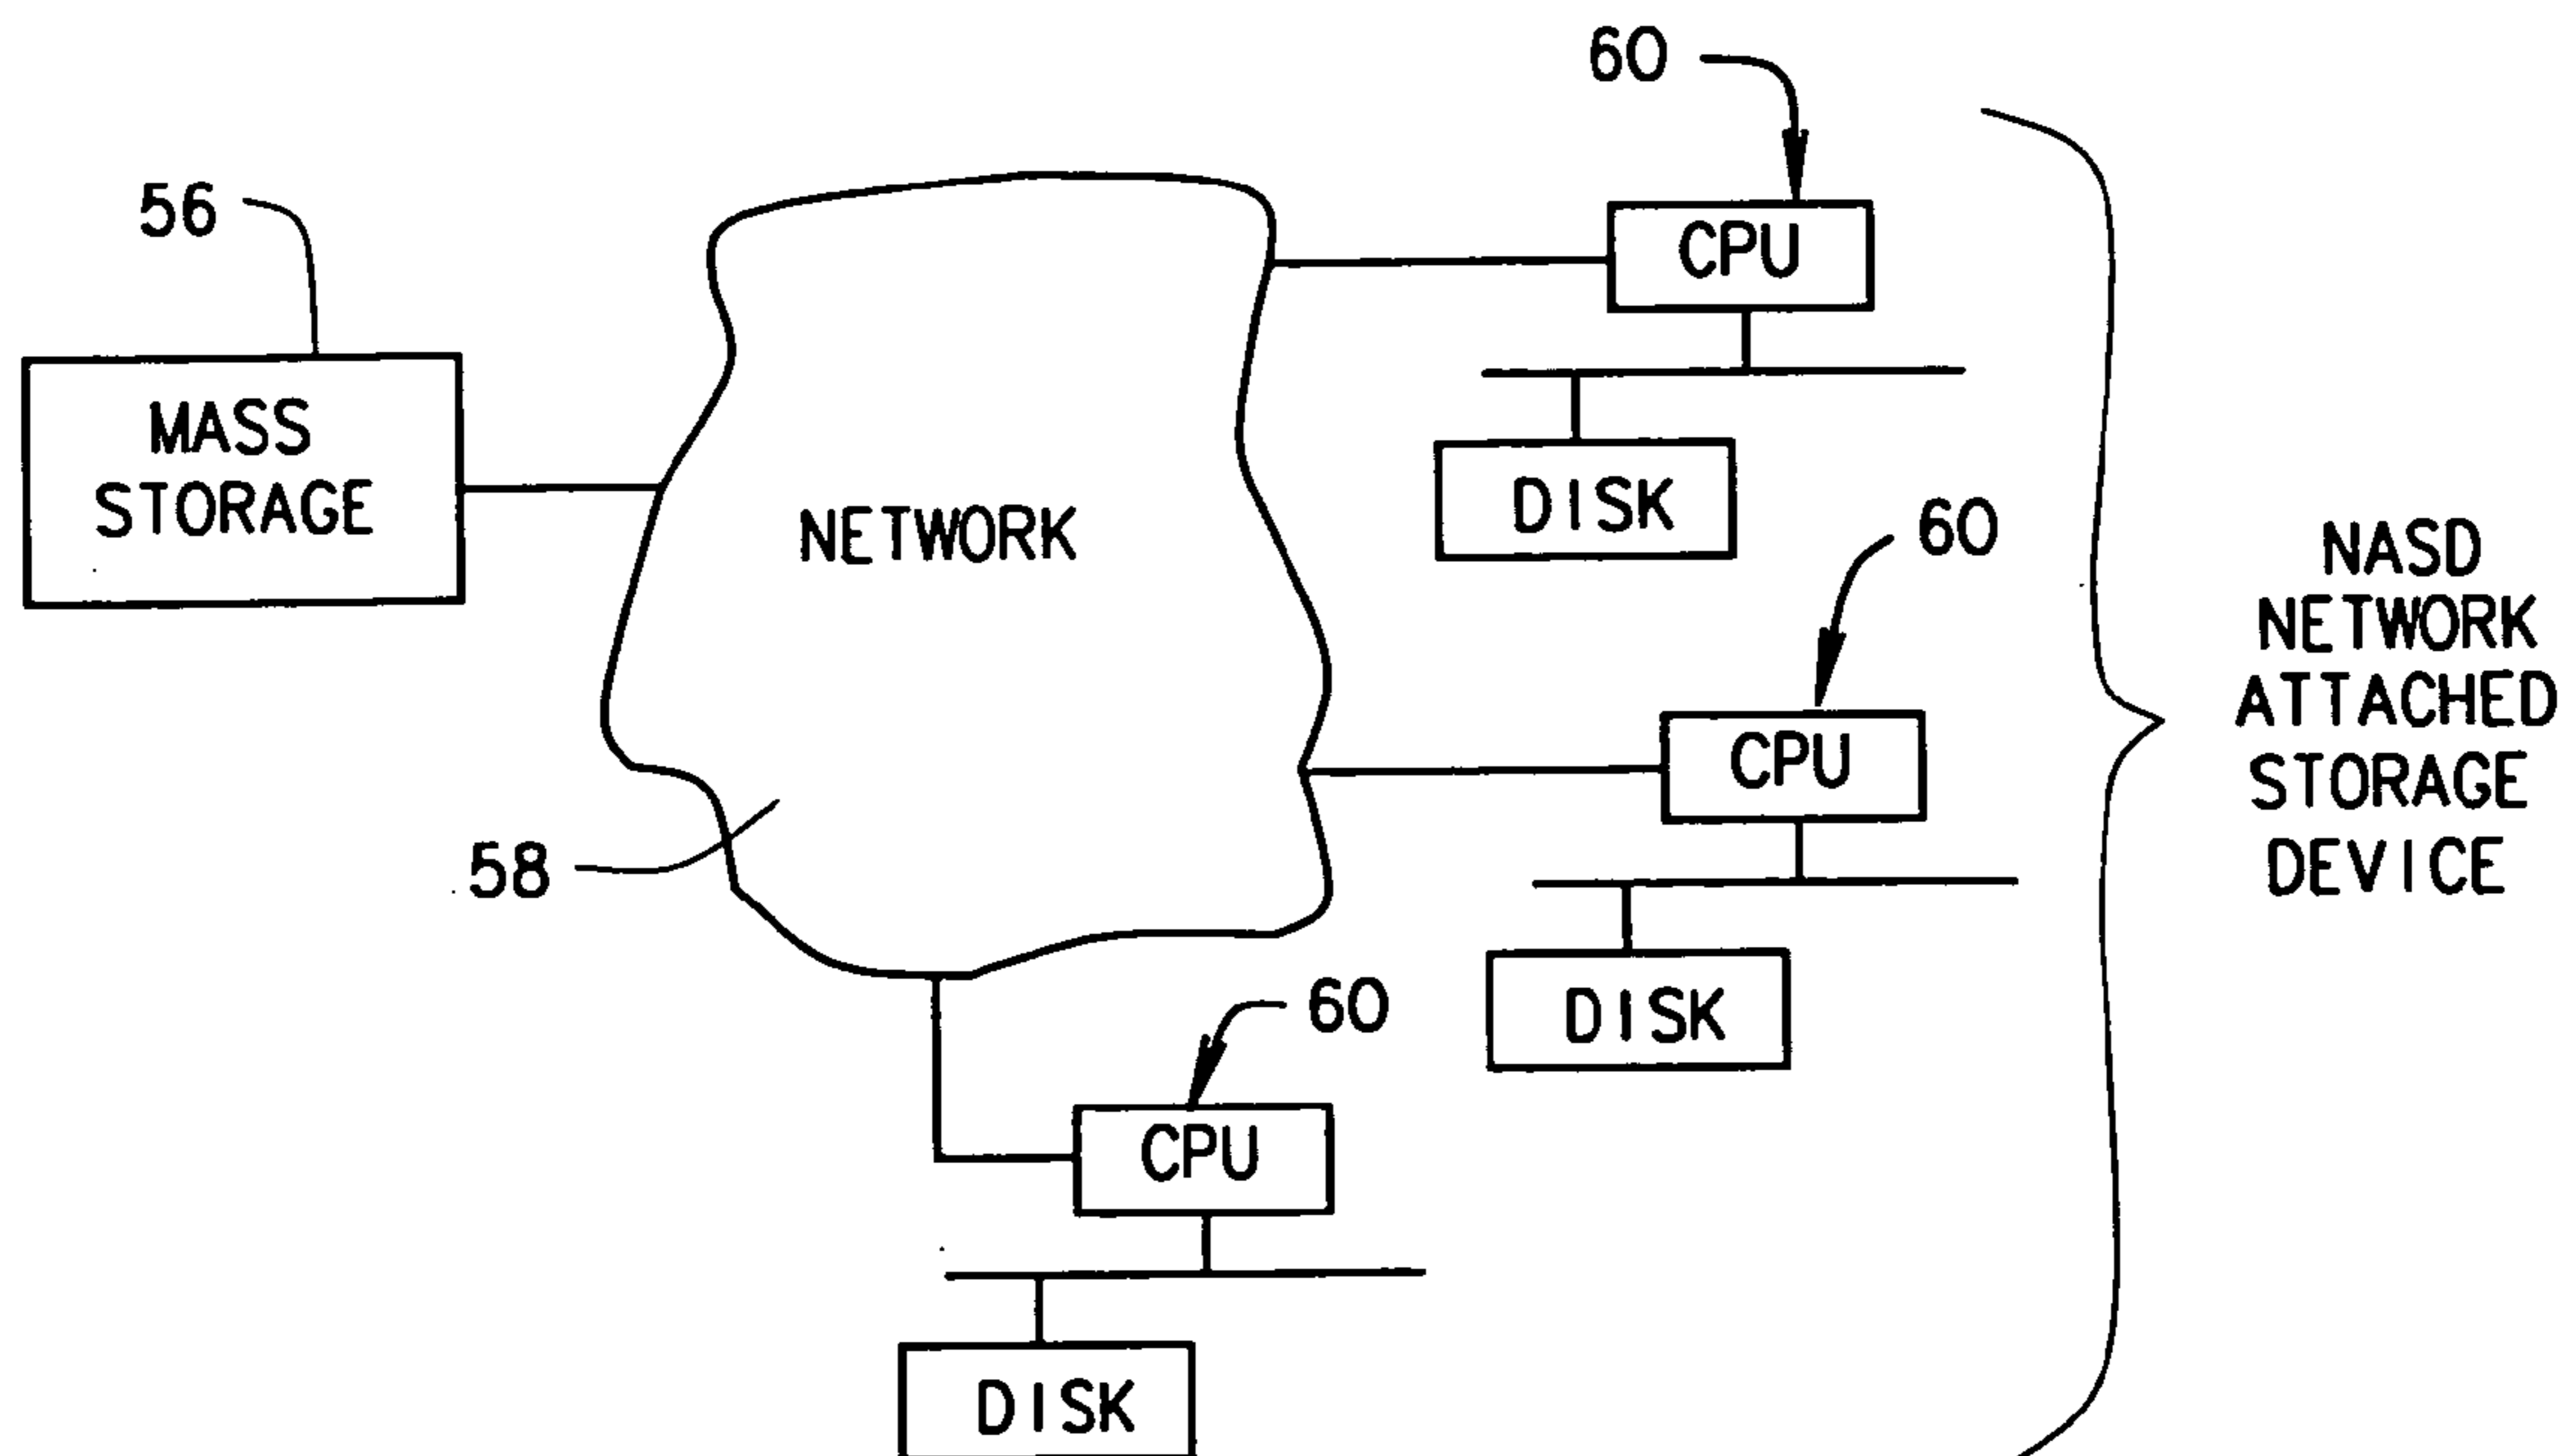 60
56
CPU
MASS
STORAGE
NETWORK
DISK
60
NASD
NETWORK
ATTACHED
STORAGE
DEVICE
CPU
58
DISK
60
CPU
DISK